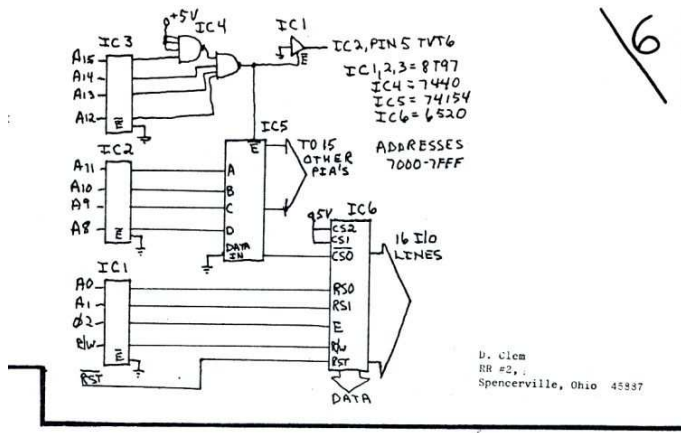 +5V
IC4
IC1
IC2, PIN 5 TVT6
6
IC3
A15
A14
A13
A12
E
E
IC1,2,3 = 8T97
IC4 = 7440
IC5 = 74154
IC6 = 6520
ADDRESSES
7000-7FFF
IC2
A11
A10
A9
A8
E
IC5
E
A
B
C
D
DATA
IN
TO 15
OTHER
PIA'S
+5V
IC6
CS2
CS1
CS0
16 I/O
LINES
IC1
A0
A1
Ø2
R/W
E
RST
RS0
RS1
E
R/W
RST
DATA
D. Clem
RR #2,
Spencerville, Ohio 45887